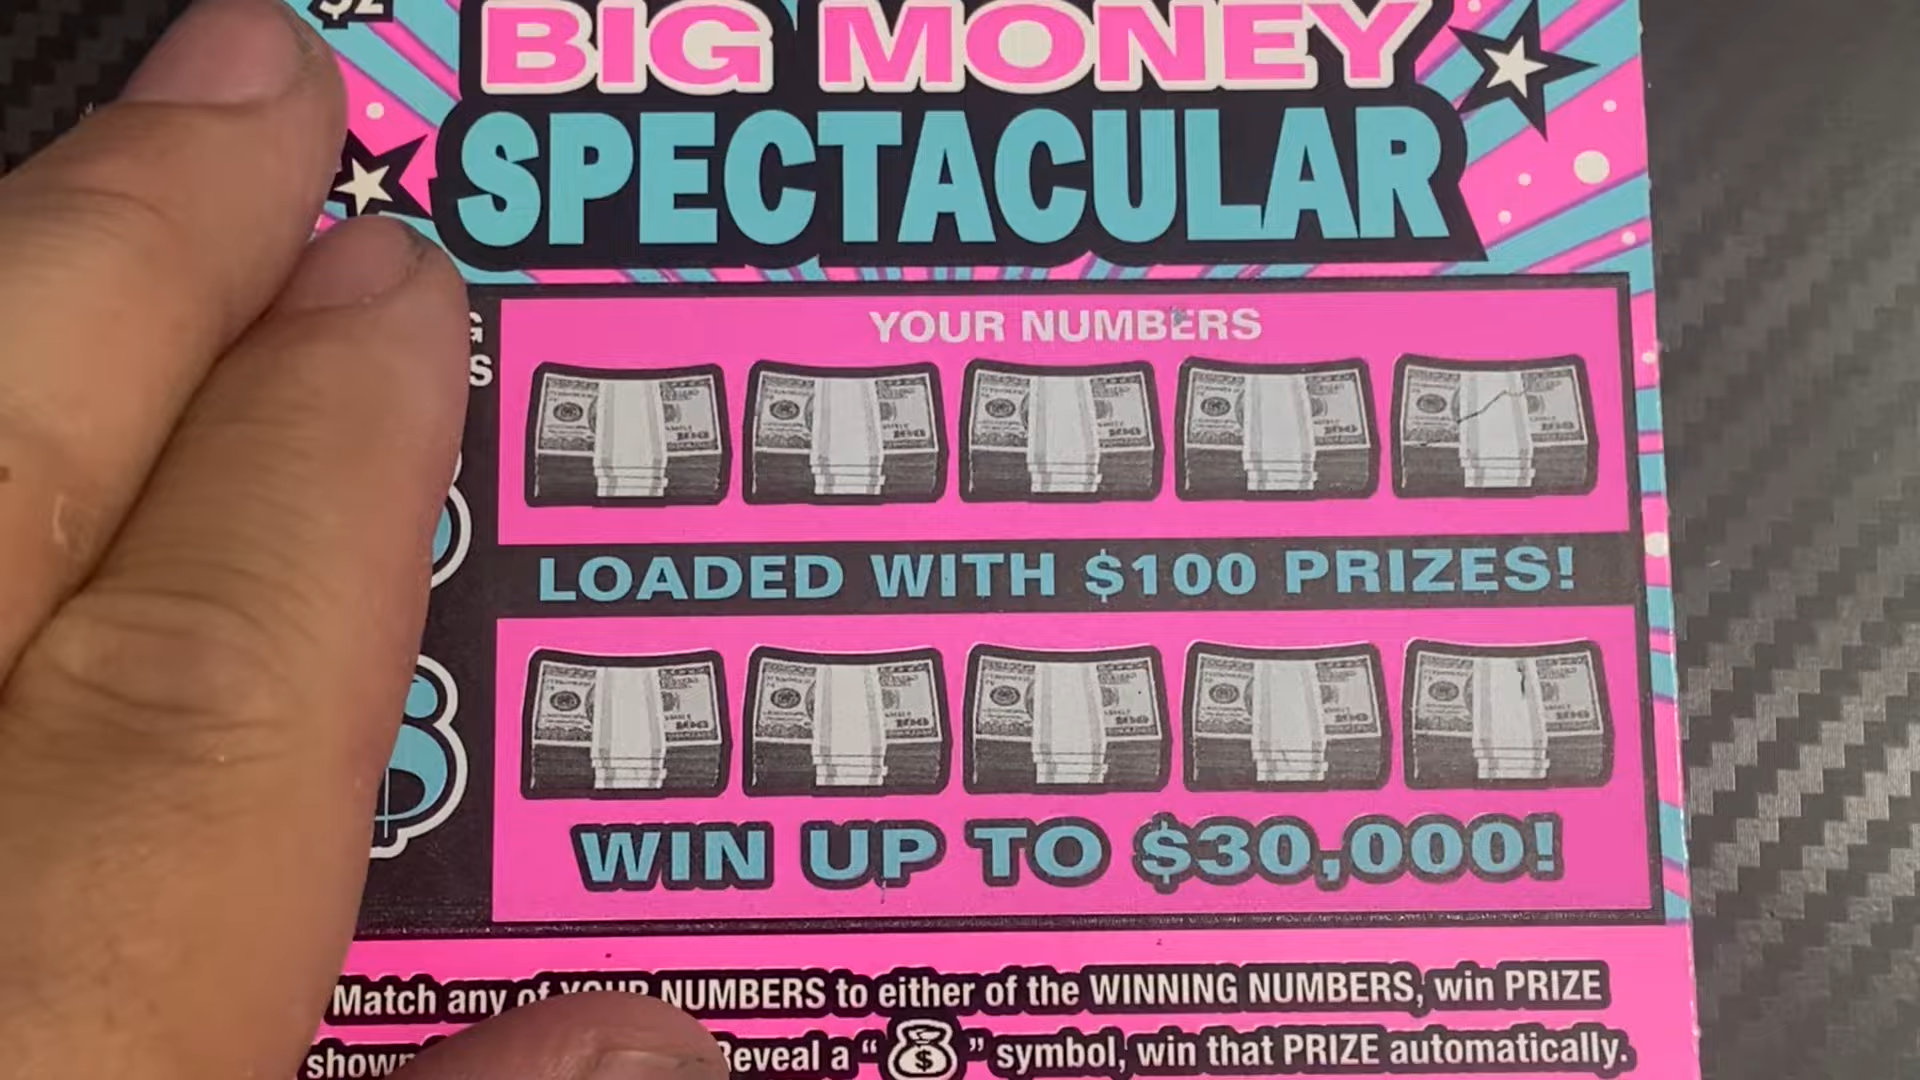 $2
BIG MONEY
SPECTACULAR
YOUR NUMBERS
LOADED WITH $100 PRIZES!
WIN UP TO $30,000!
Match any of YOUR NUMBERS to either of the WINNING NUMBERS, win PRIZE
Reveal a “ $ ” symbol, win that PRIZE automatically.